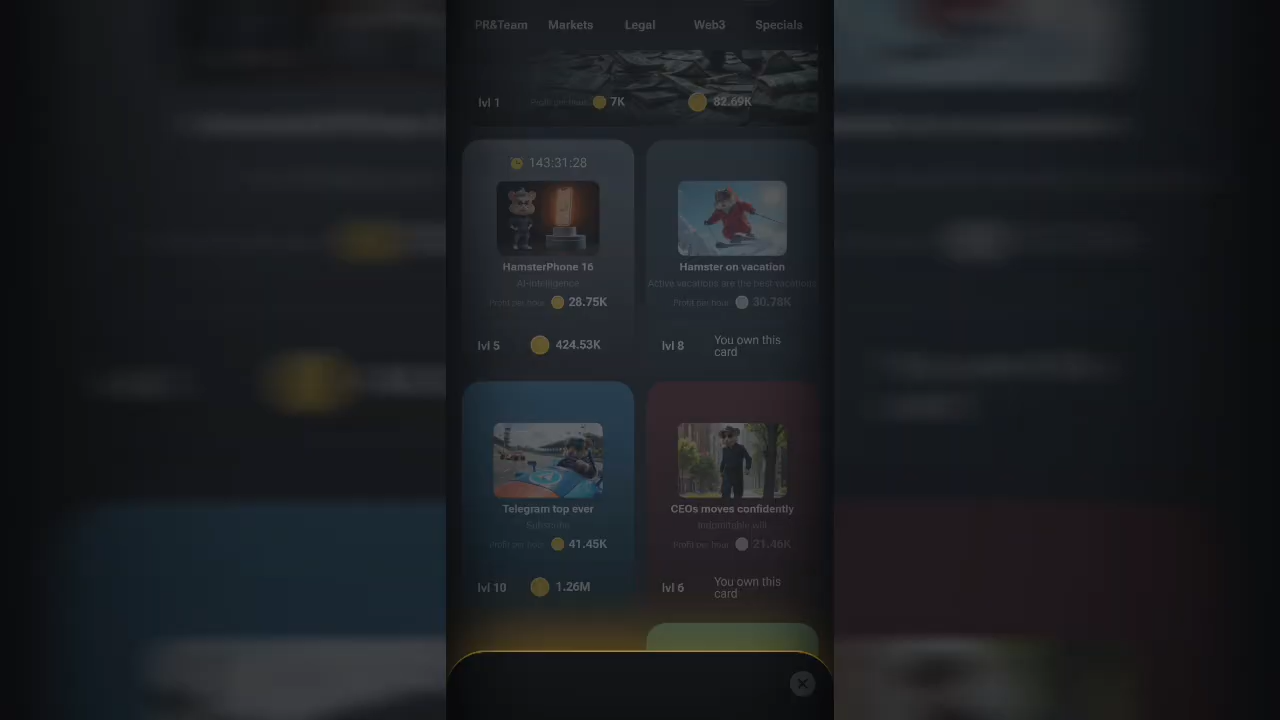 PR&Team Markets Legal Web3 Specials
lvl 1 Profit per hour 7K 82.69K
143:31:28
HamsterPhone 16
AI-intelligence
Profit per hour 28.75K
lvl 5 424.53K
Hamster on vacation
Active vacations are the best vacations
Profit per hour 30.78K
lvl 8 You own this
card
Telegram top ever
Subscribe
Profit per hour 41.45K
lvl 10 1.26M
CEOs moves confidently
Indomitable will
Profit per hour 21.46K
lvl 6 You own this
card